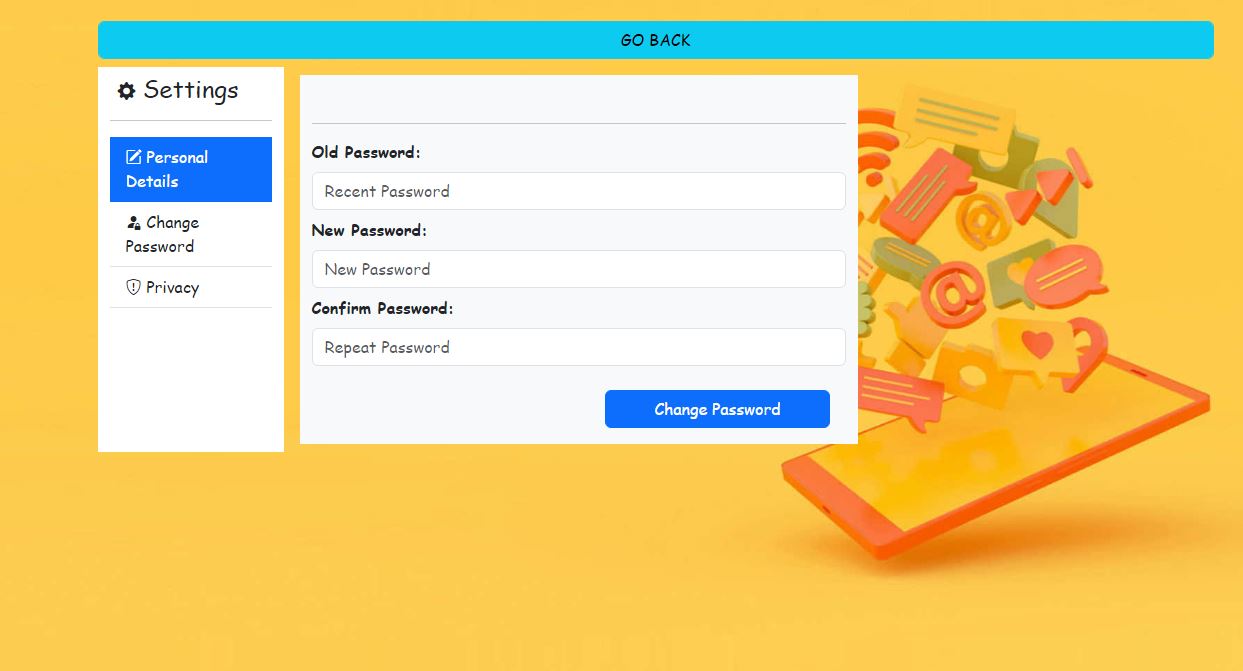 GO BACK
Settings
Personal
Details
Change
Password
Privacy
Old Password:
Recent Password
New Password:
New Password
Confirm Password:
Repeat Password
Change Password